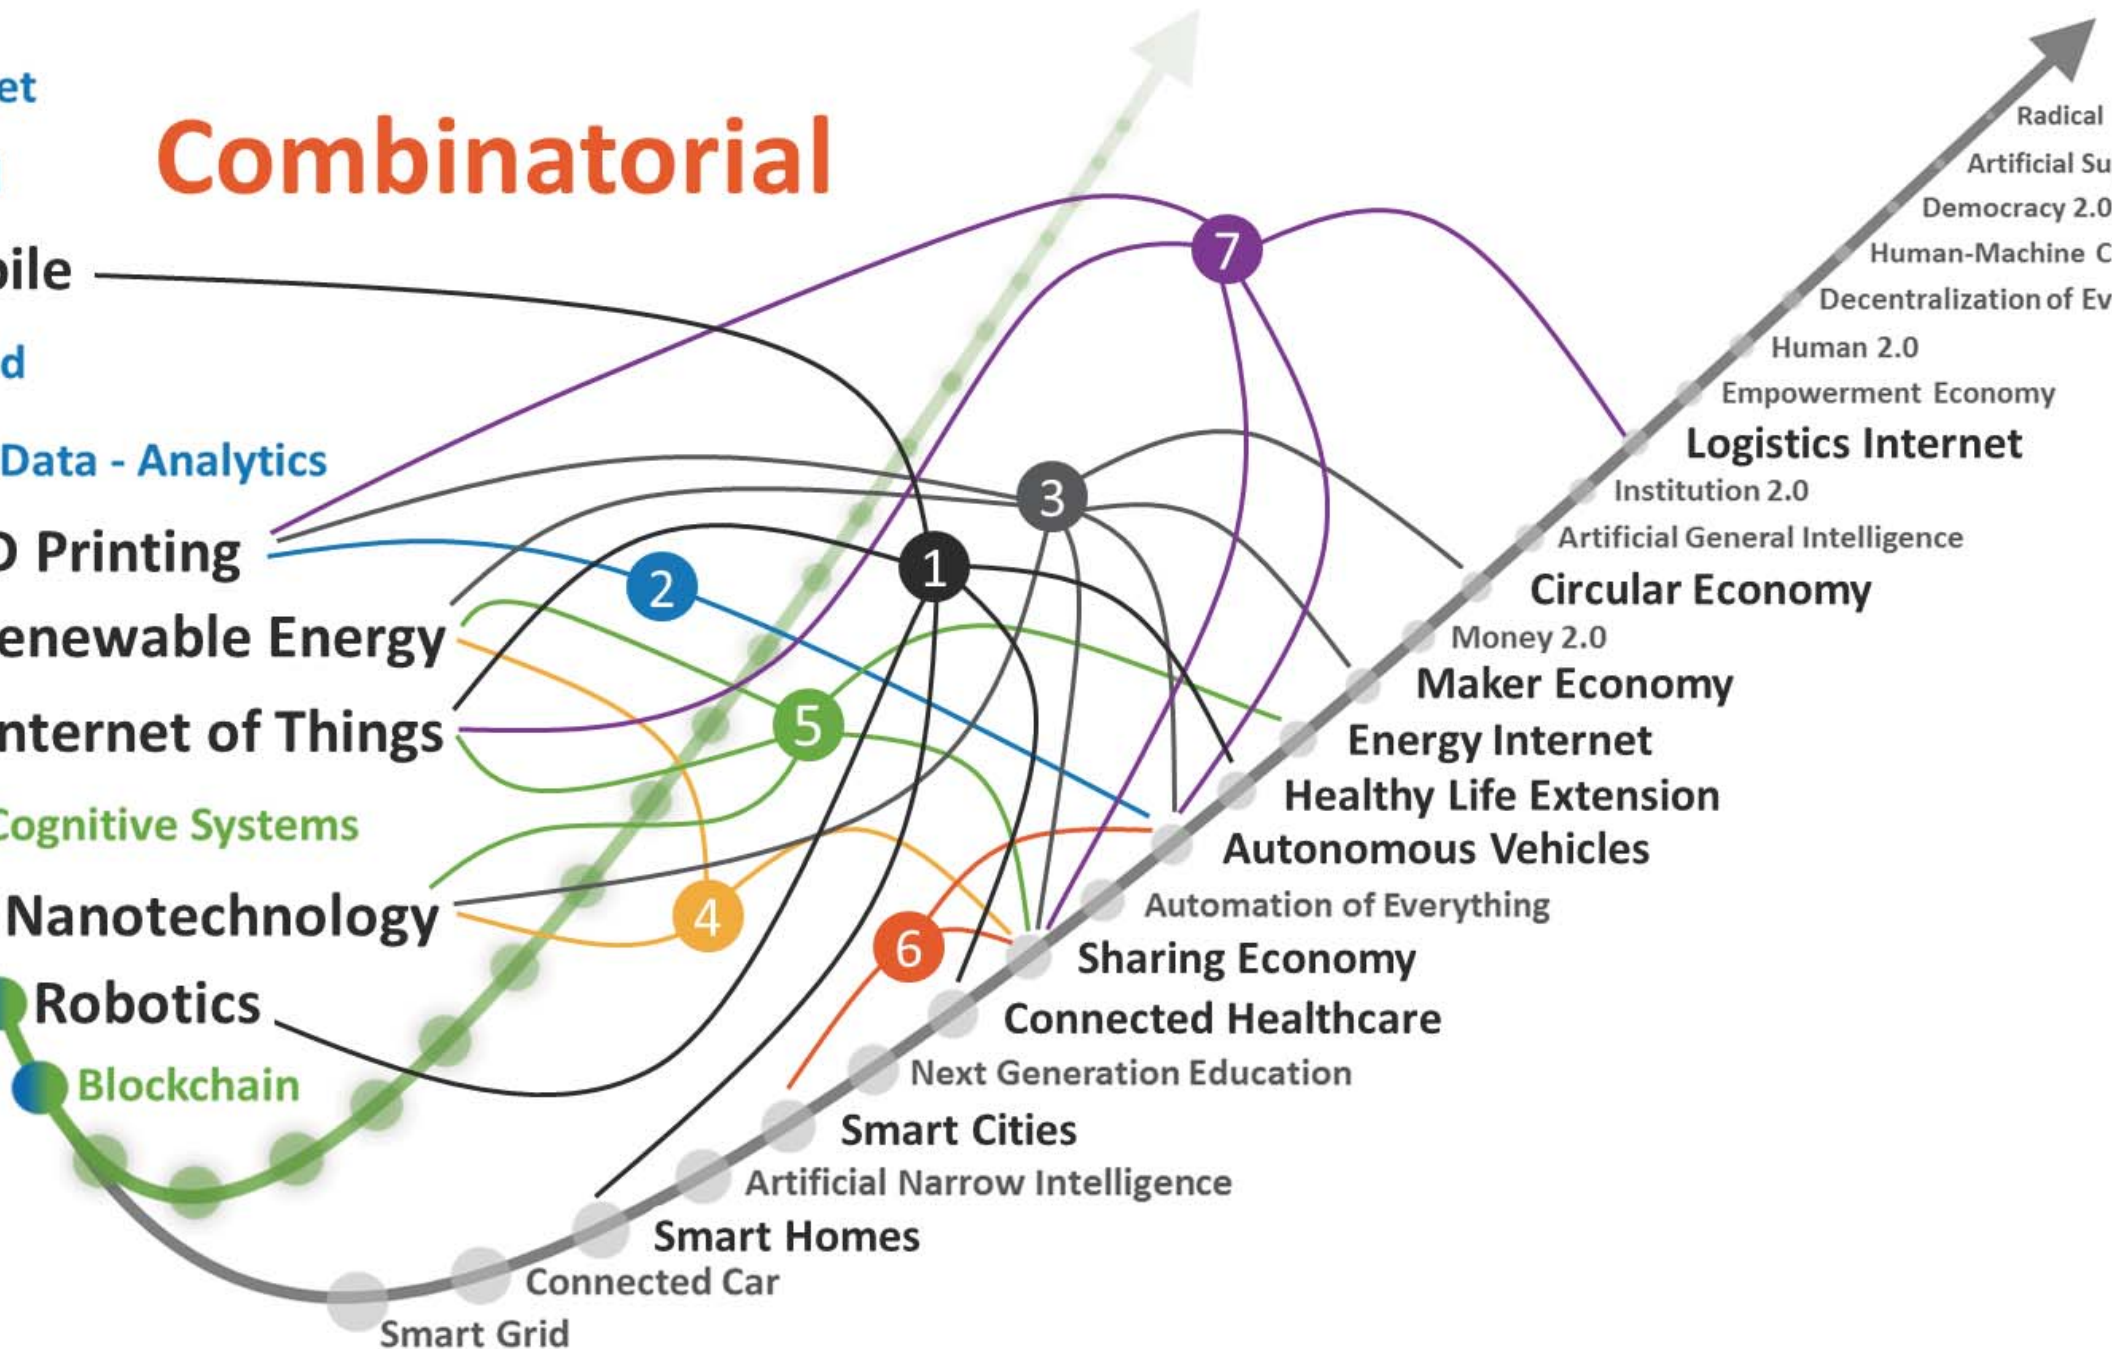 et
Combinatorial
bile
d
Data - Analytics
D Printing
enewable Energy
nternet of Things
Cognitive Systems
Nanotechnology
Robotics
Blockchain
7
3
1
2
5
4
6
Radical
Artificial Su
Democracy 2.0
Human-Machine C
Decentralization of Ev
Human 2.0
Empowerment Economy
Logistics Internet
Institution 2.0
Artificial General Intelligence
Circular Economy
Money 2.0
Maker Economy
Energy Internet
Healthy Life Extension
Autonomous Vehicles
Automation of Everything
Sharing Economy
Connected Healthcare
Next Generation Education
Smart Cities
Artificial Narrow Intelligence
Smart Homes
Connected Car
Smart Grid